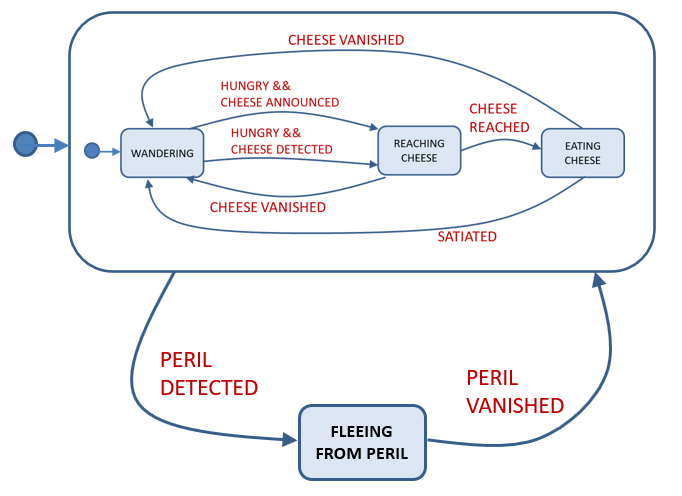 CHEESE VANISHED
HUNGRY &&
CHEESE ANNOUNCED
HUNGRY &&
CHEESE DETECTED
CHEESE
REACHED
WANDERING
REACHING
CHEESE
EATING
CHEESE
CHEESE VANISHED
SATIATED
PERIL
DETECTED
PERIL
VANISHED
FLEEING
FROM PERIL